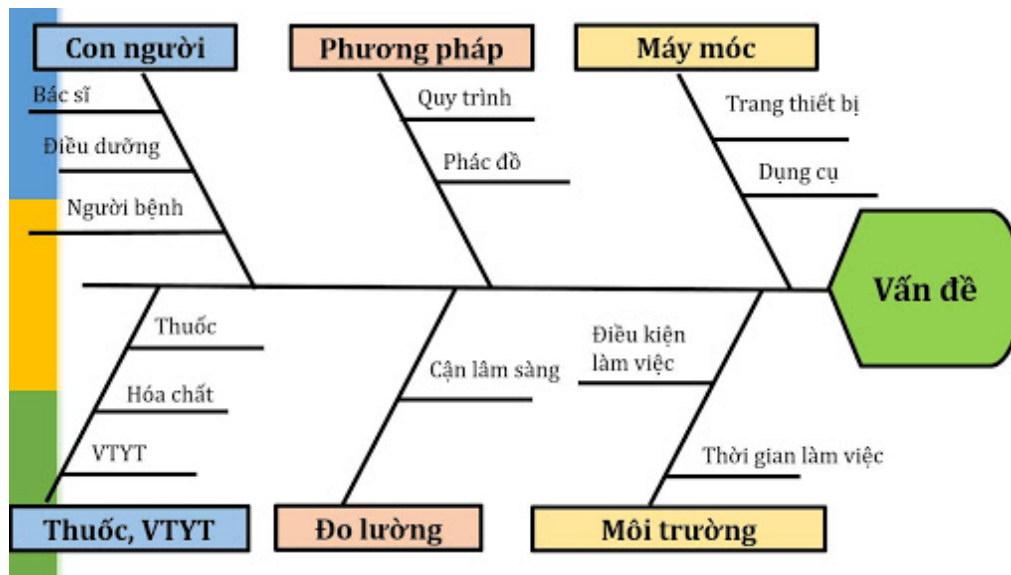 Con người
Phương pháp
Máy móc
Bác sĩ
Điều dưỡng
Người bệnh
Quy trình
Phác đồ
Trang thiết bị
Dụng cụ
Vấn đề
Thuốc
Hóa chất
VTYT
Cận lâm sàng
Điều kiện
làm việc
Thời gian làm việc
Thuốc, VTYT
Đo lường
Môi trường